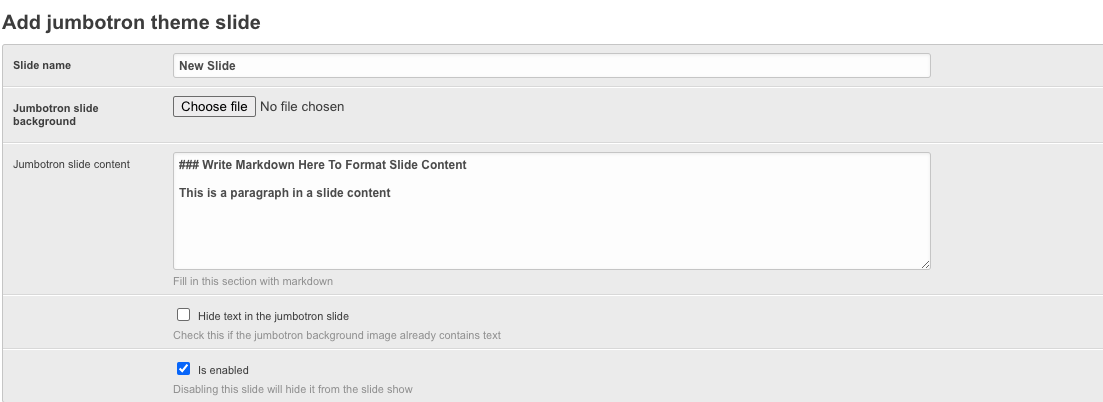 Add jumbotron theme slide
Slide name
New Slide
Jumbotron slide
background
Choose file No file chosen
Jumbotron slide content
### Write Markdown Here To Format Slide Content
This is a paragraph in a slide content
Fill in this section with markdown
Hide text in the jumbotron slide
Check this if the jumbotron background image already contains text
Is enabled
Disabling this slide will hide it from the slide show